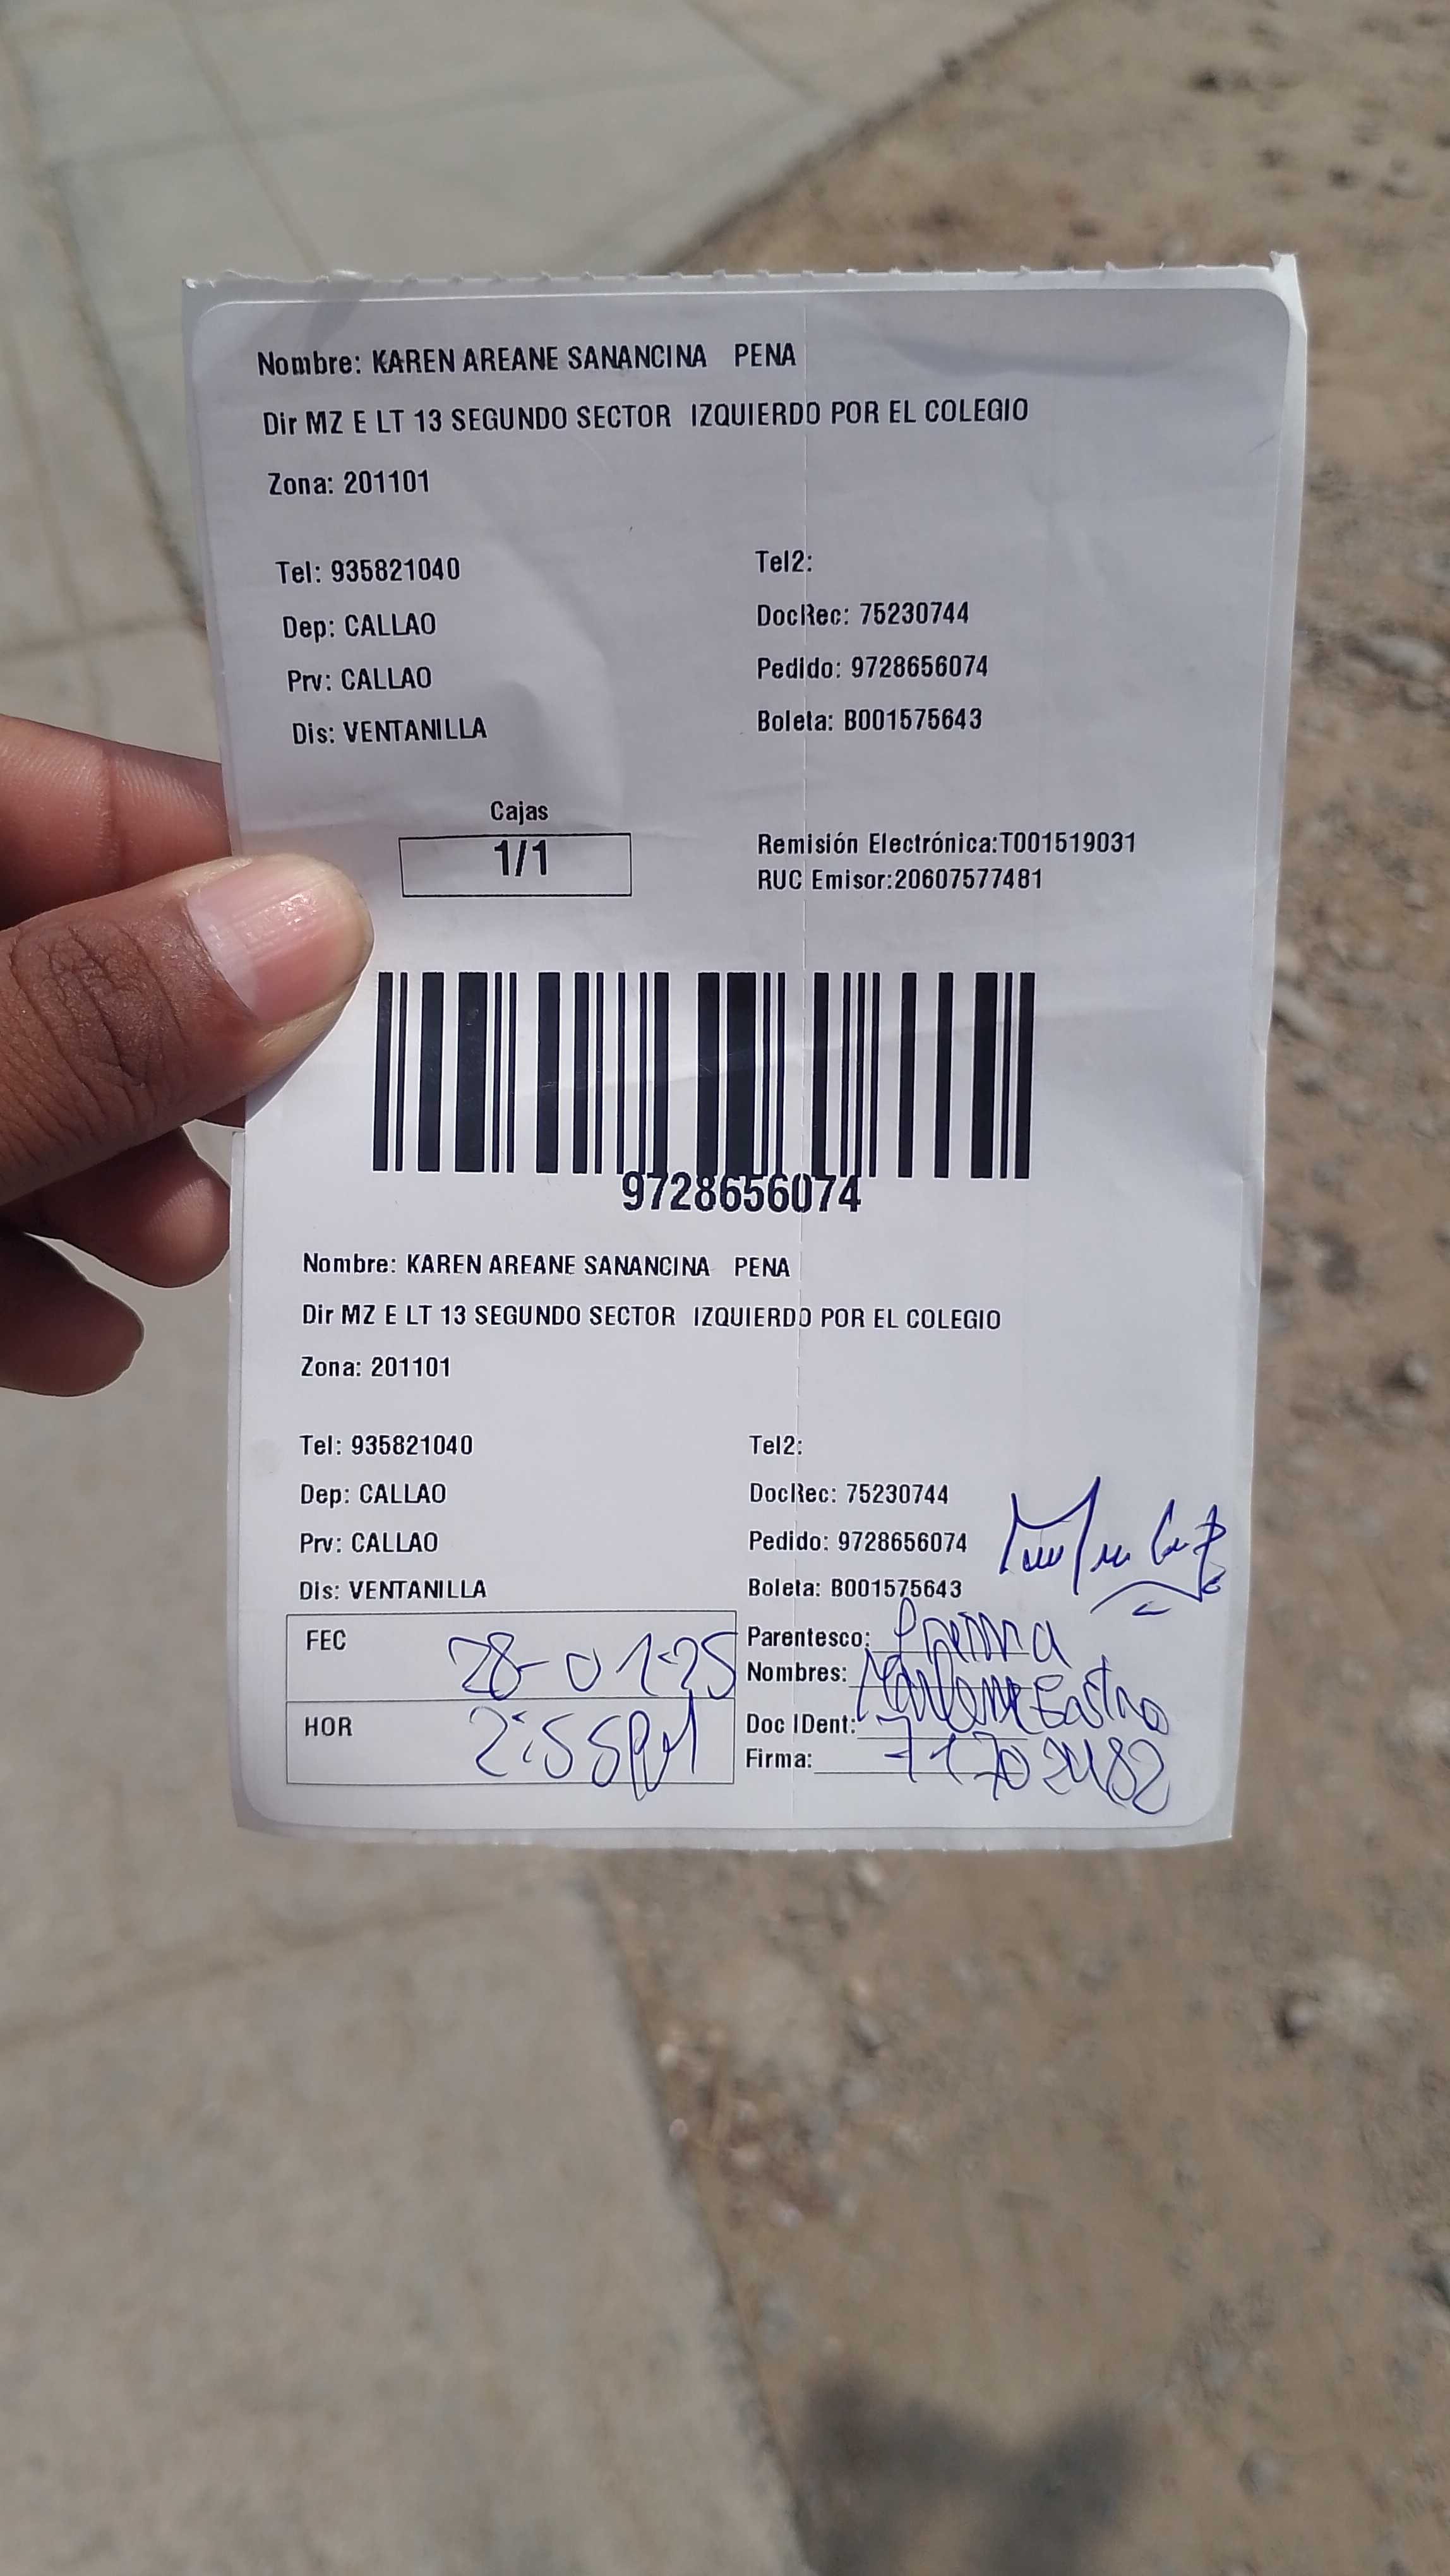 Nombre: KAREN AREANE SANANCINA PENA
Dir MZ E LT 13 SEGUNDO SECTOR IZQUIERDO POR EL COLEGIO
Zona: 201101
Tel: 935821040 Tel2:
Dep: CALLAO DocRec: 75230744
Prv: CALLAO Pedido: 9728656074
Dis: VENTANILLA Boleta: B001575643
Cajas
1/1
Remisión Electrónica:T001519031
RUC Emisor:20607577481
9728656074
Nombre: KAREN AREANE SANANCINA PENA
Dir MZ E LT 13 SEGUNDO SECTOR IZQUIERDO POR EL COLEGIO
Zona: 201101
Tel: 935821040 Tel2:
Dep: CALLAO DocRec: 75230744
Prv: CALLAO Pedido: 9728656074
Dis: VENTANILLA Boleta: B001575643
FEC 28-01-25
HOR 2:55PM
Parentesco:
Nombres: Marlene Castro
Doc IDent:
Firma: 71702482